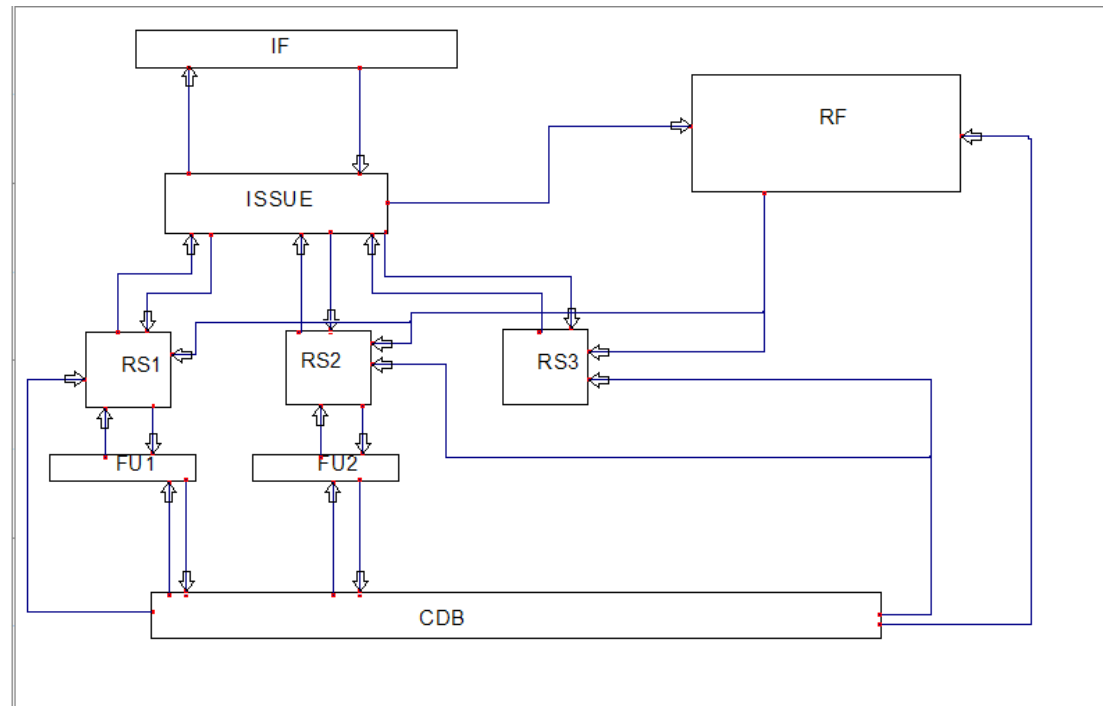 IF
RF
ISSUE
RS1
RS2
RS3
FU1
FU2
CDB